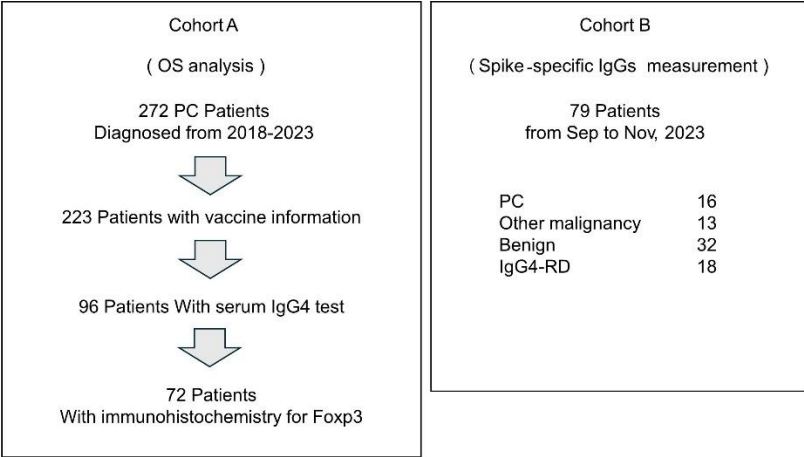 Cohort A
( OS analysis )
272 PC Patients
Diagnosed from 2018-2023
223 Patients with vaccine information
96 Patients With serum IgG4 test
72 Patients
With immunohistochemistry for Foxp3
Cohort B
( Spike-specific IgGs measurement )
79 Patients
from Sep to Nov, 2023
PC 16
Other malignancy 13
Benign 32
IgG4-RD 18